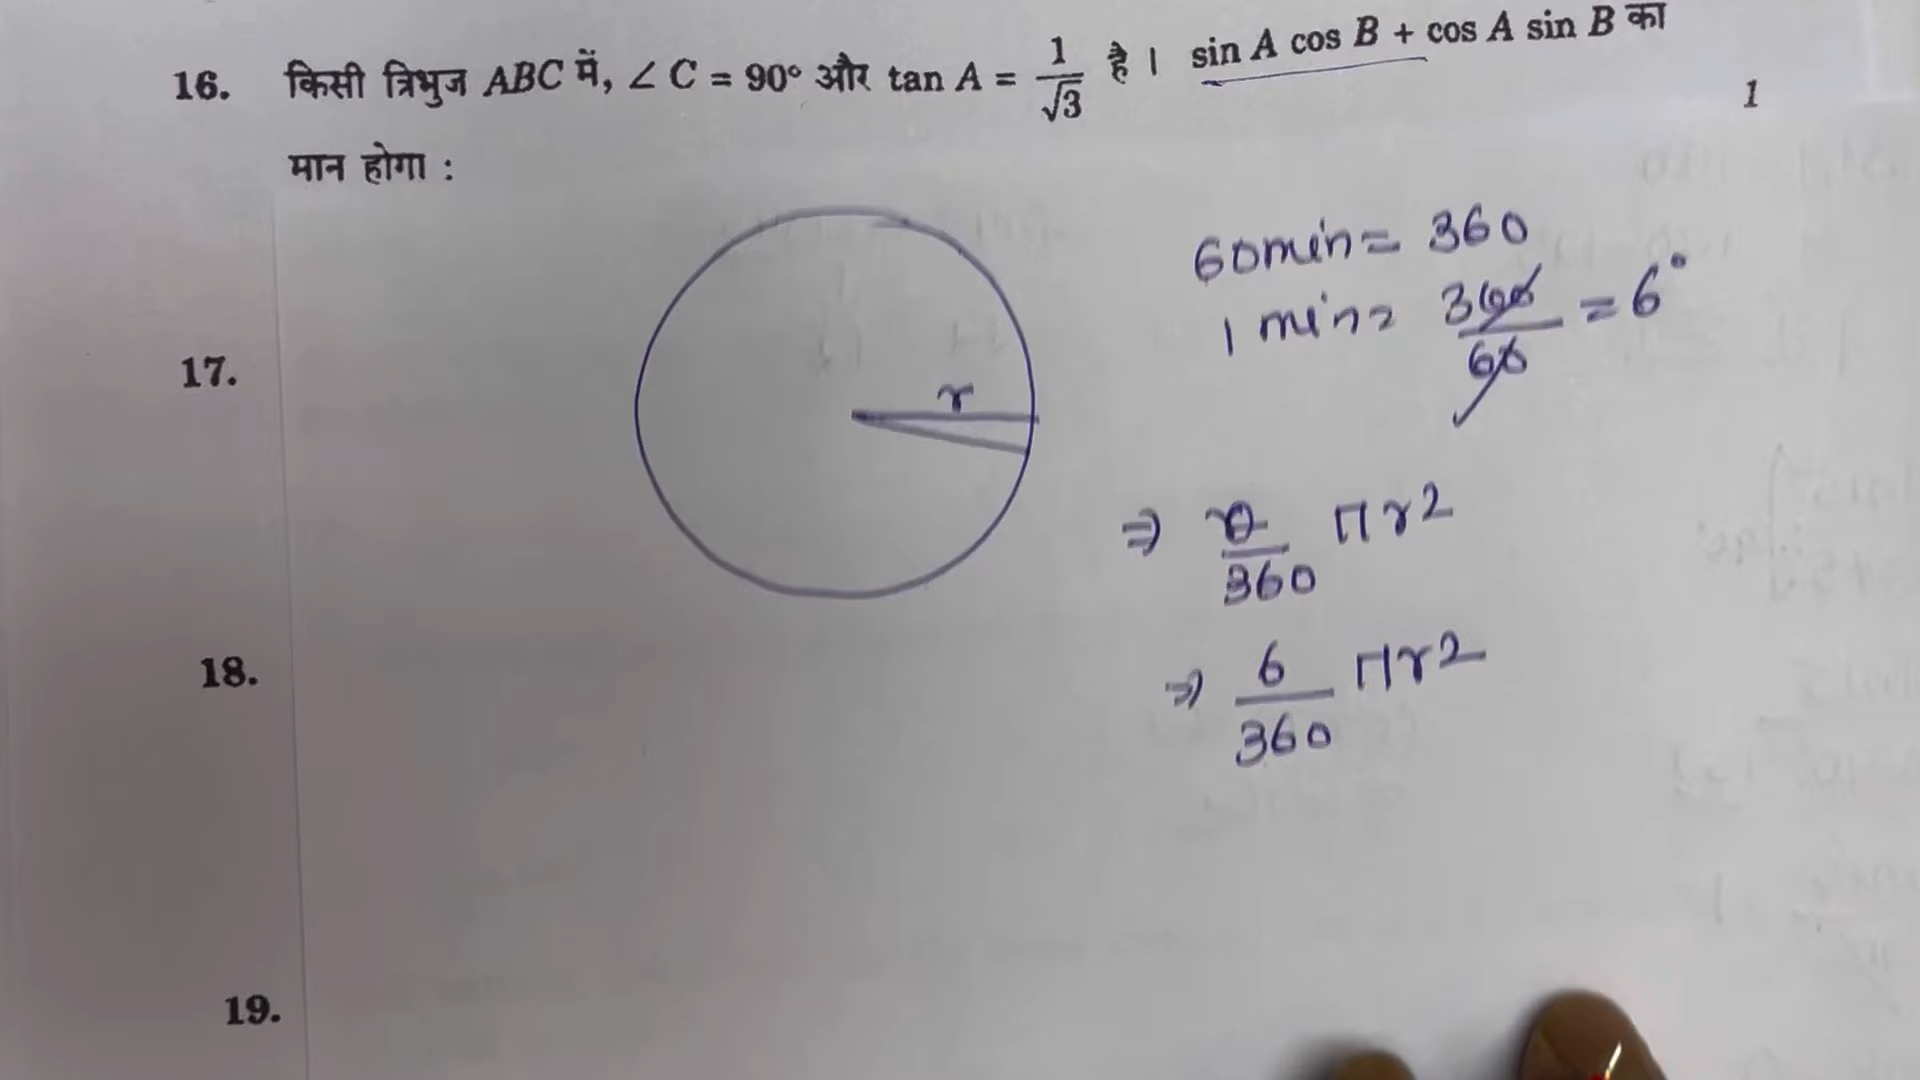 16. किसी त्रिभुज ABC में, ∠ C = 90° और tan A = 1/√3 है । sin A cos B + cos A sin B का
मान होगा :
1
60min = 360
1 min = 360/60 = 6°
17.
r
⇒ θ/360 πr2
18.
⇒ 6/360 πr2
19.